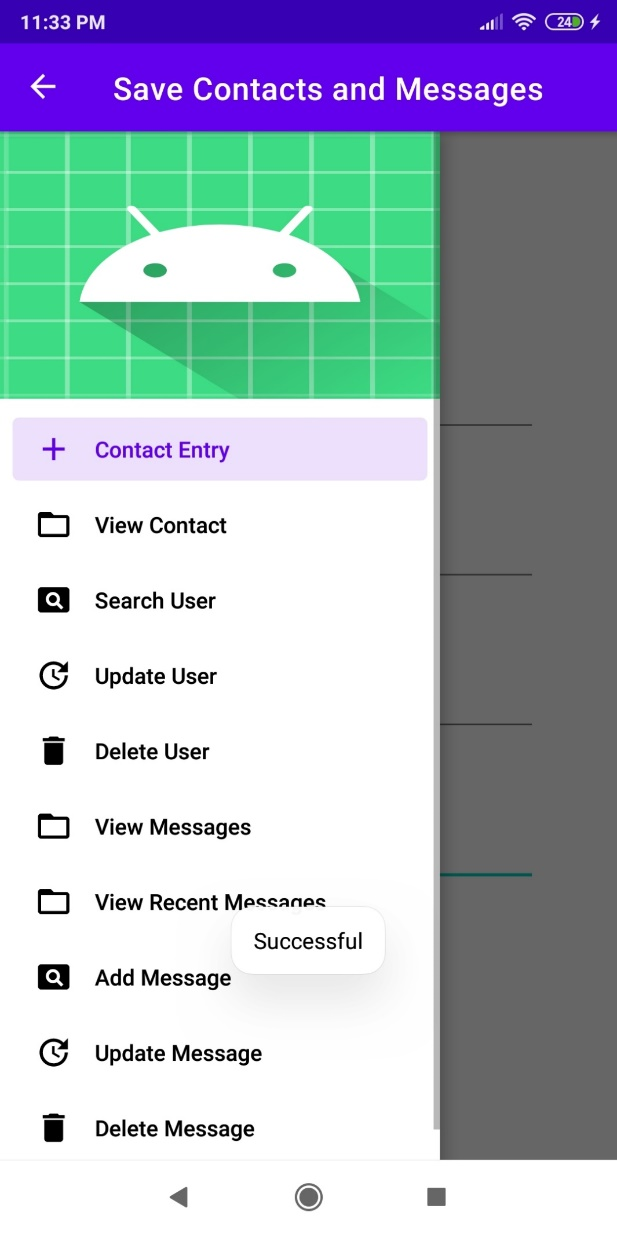 11:33 PM
24
Save Contacts and Messages
Contact Entry
View Contact
Search User
Update User
Delete User
View Messages
View Recent Messages
Successful
Add Message
Update Message
Delete Message